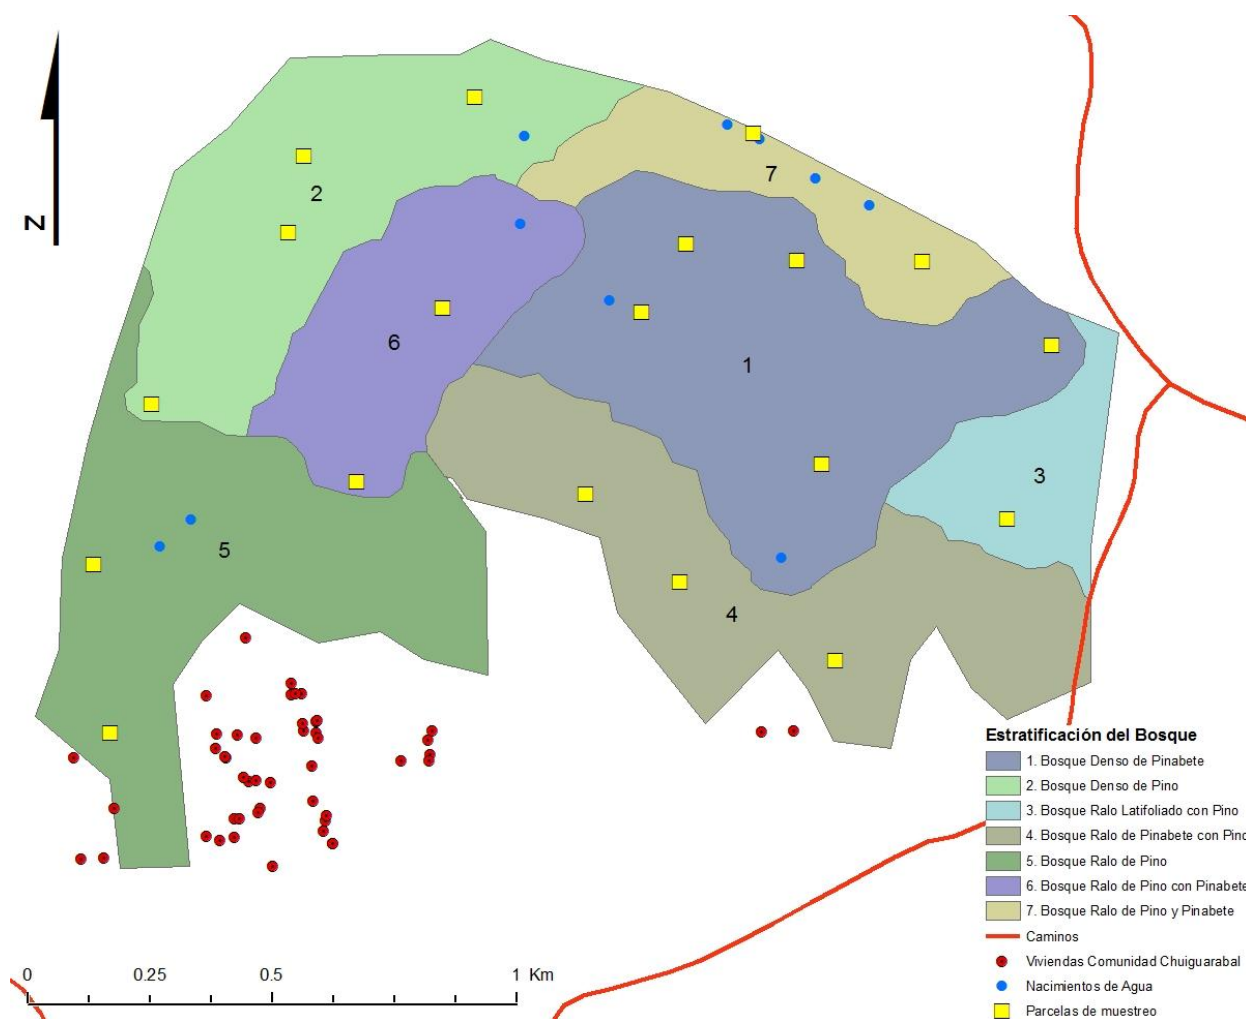 N
2
7
6
1
3
5
4
Estratificación del Bosque
1. Bosque Denso de Pinabete
2. Bosque Denso de Pino
3. Bosque Ralo Latifoliado con Pino
4. Bosque Ralo de Pinabete con Pino
5. Bosque Ralo de Pino
6. Bosque Ralo de Pino con Pinabete
7. Bosque Ralo de Pino y Pinabete
Caminos
Viviendas Comunidad Chuiguarabal
Nacimientos de Agua
Parcelas de muestreo
0 0.25 0.5 1 Km